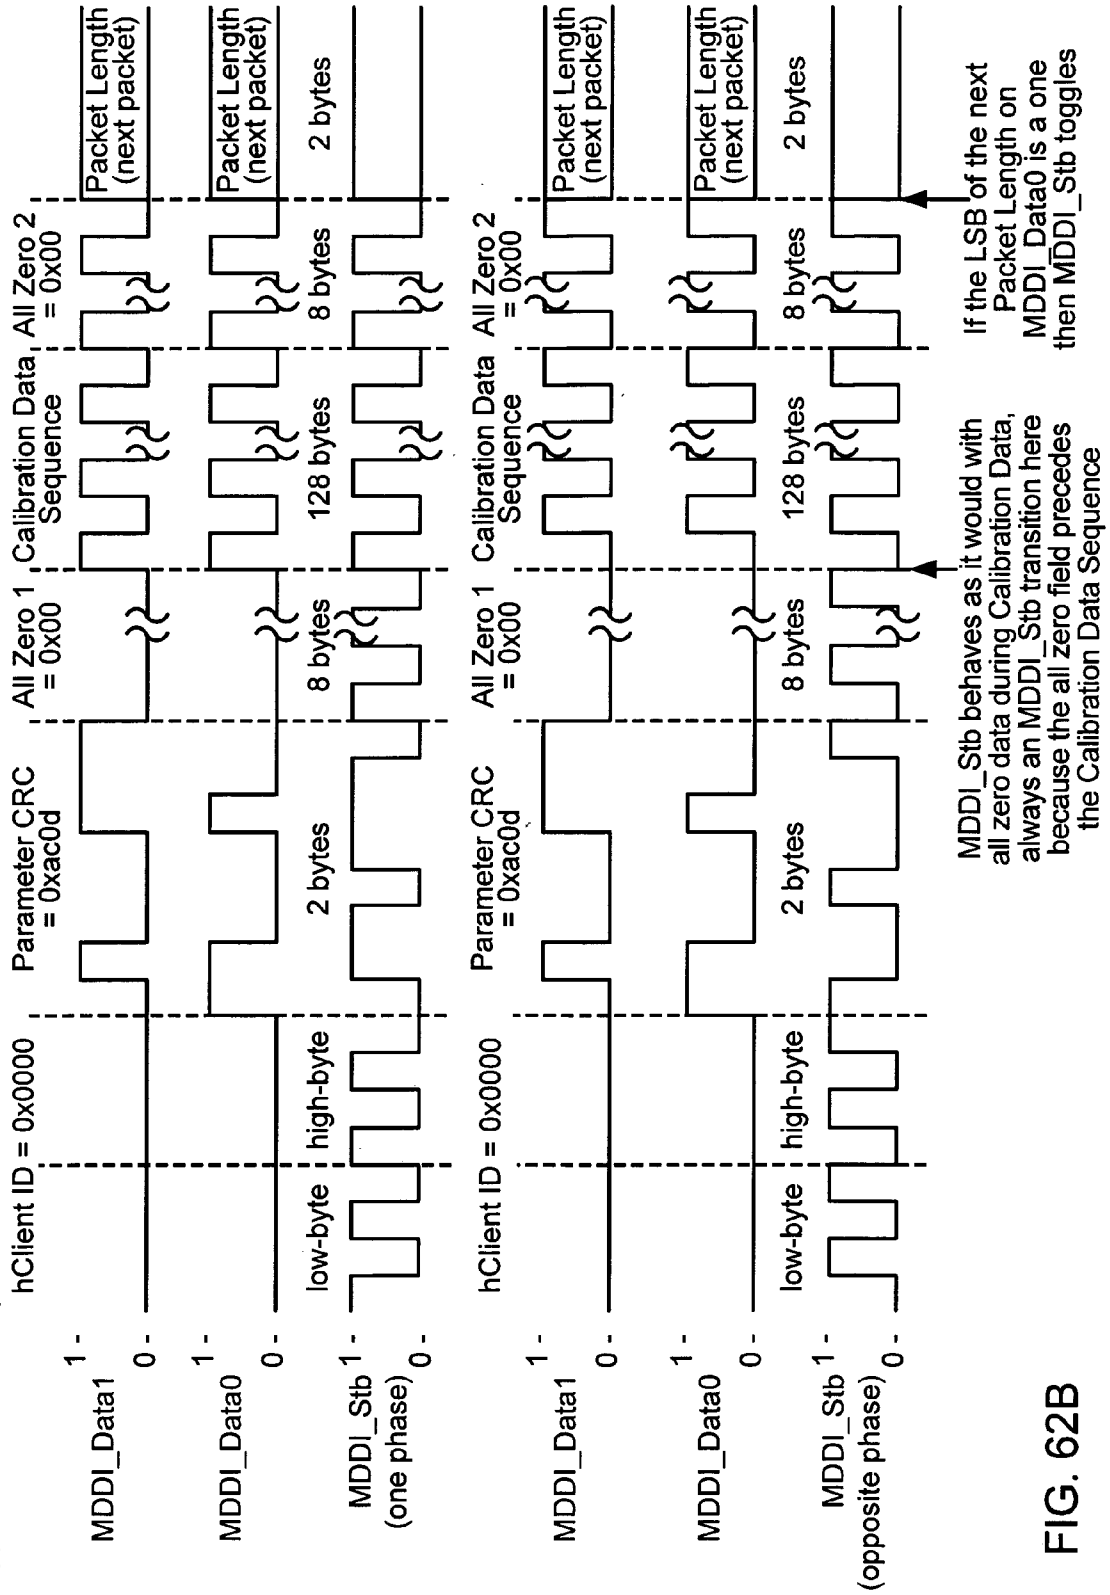 hClient ID = 0x0000
Parameter CRC
= 0xac0d
All Zero 1
= 0x00
Calibration Data
Sequence
All Zero 2
= 0x00
MDDI_Data1
1 -
0 -
Packet Length
(next packet)
MDDI_Data0
1 -
0 -
Packet Length
(next packet)
low-byte
high-byte
2 bytes
8 bytes
128 bytes
8 bytes
2 bytes
MDDI_Stb
(one phase)
1 -
0 -
hClient ID = 0x0000
Parameter CRC
= 0xac0d
All Zero 1
= 0x00
Calibration Data
Sequence
All Zero 2
= 0x00
MDDI_Data1
1 -
0 -
Packet Length
(next packet)
MDDI_Data0
1 -
0 -
Packet Length
(next packet)
low-byte
high-byte
2 bytes
8 bytes
128 bytes
8 bytes
2 bytes
MDDI_Stb
(opposite phase)
1 -
0 -
MDDI_Stb behaves as it would with
all zero data during Calibration Data,
always an MDDI_Stb transition here
because the all zero field precedes
the Calibration Data Sequence
If the LSB of the next
Packet Length on
MDDI_Data0 is a one
then MDDI_Stb toggles
FIG. 62B